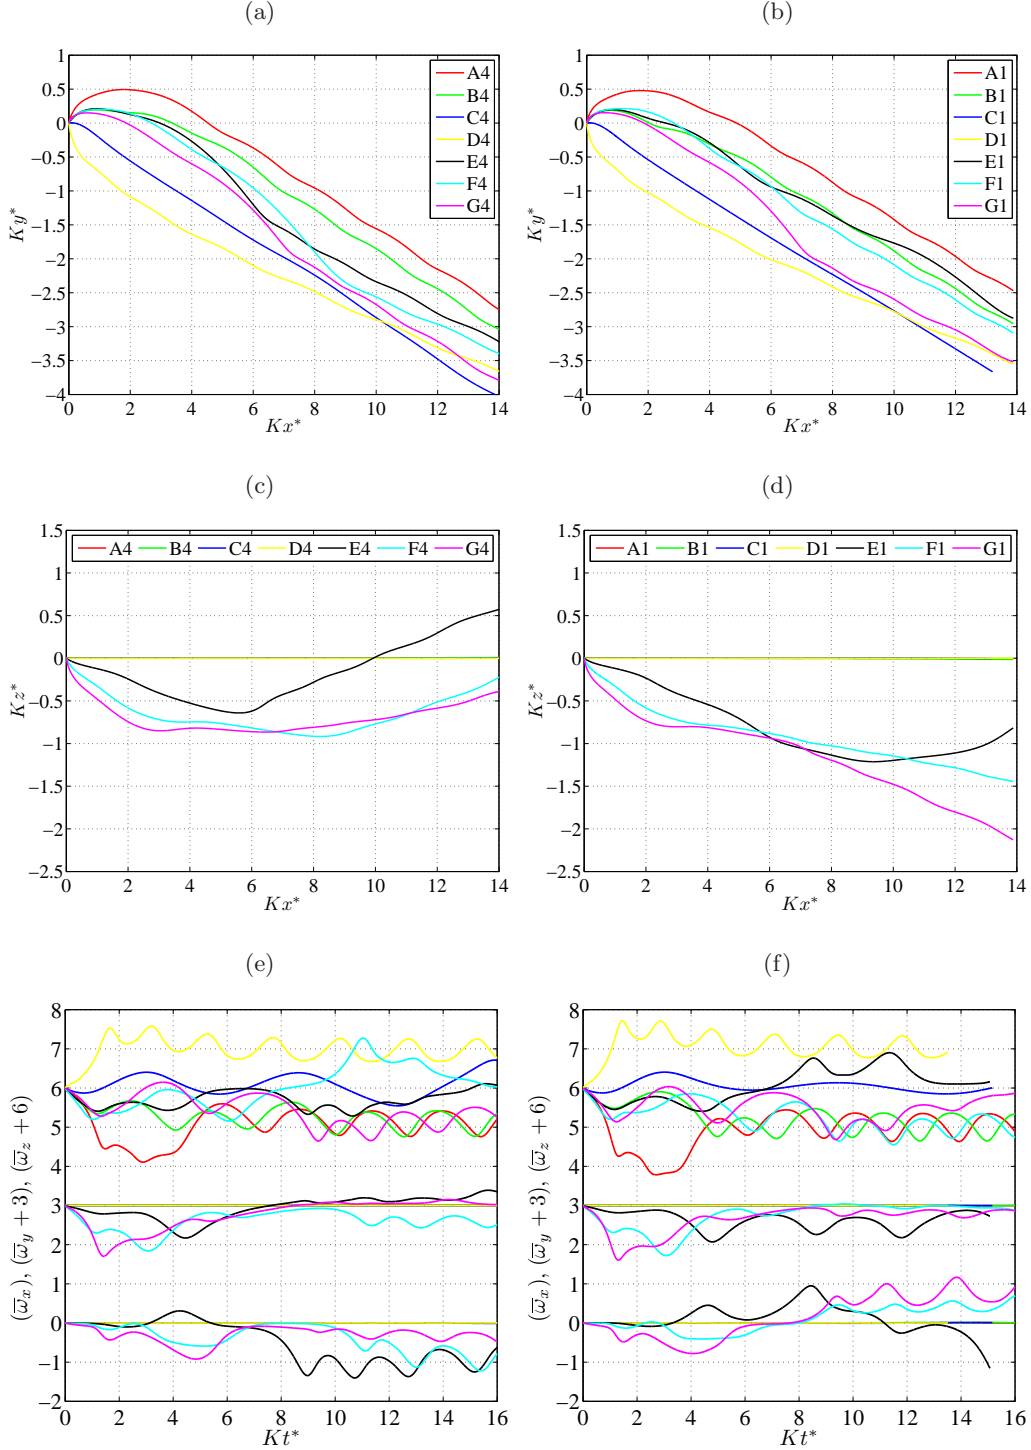 (a)
1
0.5
0
−0.5
−1
−1.5
−2
−2.5
−3
−3.5
−4
0 2 4 6 8 10 12 14
Ky*
Kx*
A4
B4
C4
D4
E4
F4
G4
(b)
1
0.5
0
−0.5
−1
−1.5
−2
−2.5
−3
−3.5
−4
0 2 4 6 8 10 12 14
Ky*
Kx*
A1
B1
C1
D1
E1
F1
G1
(c)
1.5
1
0.5
0
−0.5
−1
−1.5
−2
−2.5
0 2 4 6 8 10 12 14
Kz*
Kx*
A4 B4 C4 D4 E4 F4 G4
(d)
1.5
1
0.5
0
−0.5
−1
−1.5
−2
−2.5
0 2 4 6 8 10 12 14
Kz*
Kx*
A1 B1 C1 D1 E1 F1 G1
(e)
8
7
6
5
4
3
2
1
0
−1
−2
0 2 4 6 8 10 12 14 16
(ω̅x), (ω̅y + 3), (ω̅z + 6)
Kt*
(f)
8
7
6
5
4
3
2
1
0
−1
−2
0 2 4 6 8 10 12 14 16
(ω̅x), (ω̅y + 3), (ω̅z + 6)
Kt*